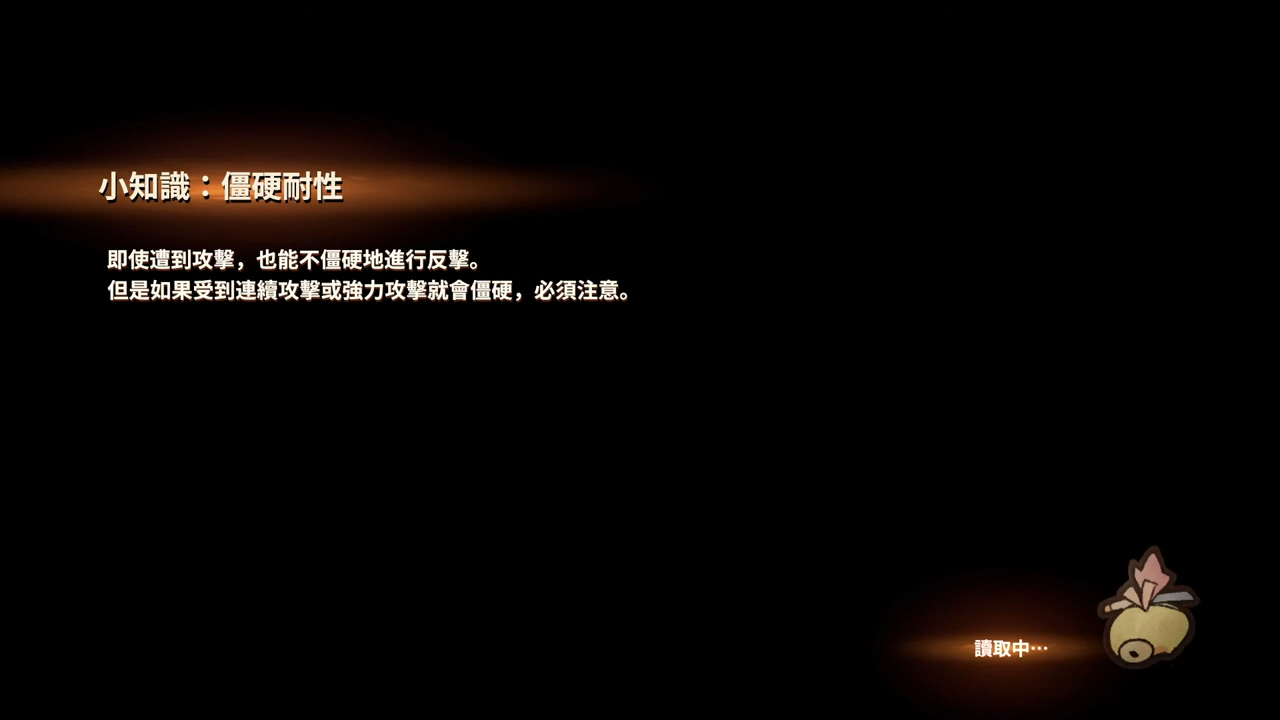 小知識：僵硬耐性
即使遭到攻擊，也能不僵硬地進行反擊。
但是如果受到連續攻擊或強力攻擊就會僵硬，必須注意。
讀取中…